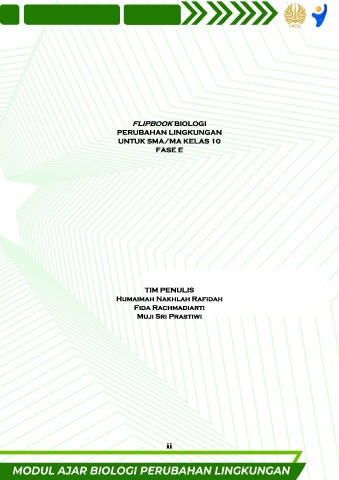 FLIPBOOK BIOLOGI
PERUBAHAN LINGKUNGAN
UNTUK SMA/MA KELAS 10
FASE E
TIM PENULIS
Humaimah Nakhlah Rafidah
Fida Rachmadiarti
Muji Sri Prastiwi
ii
MODUL AJAR BIOLOGI PERUBAHAN LINGKUNGAN